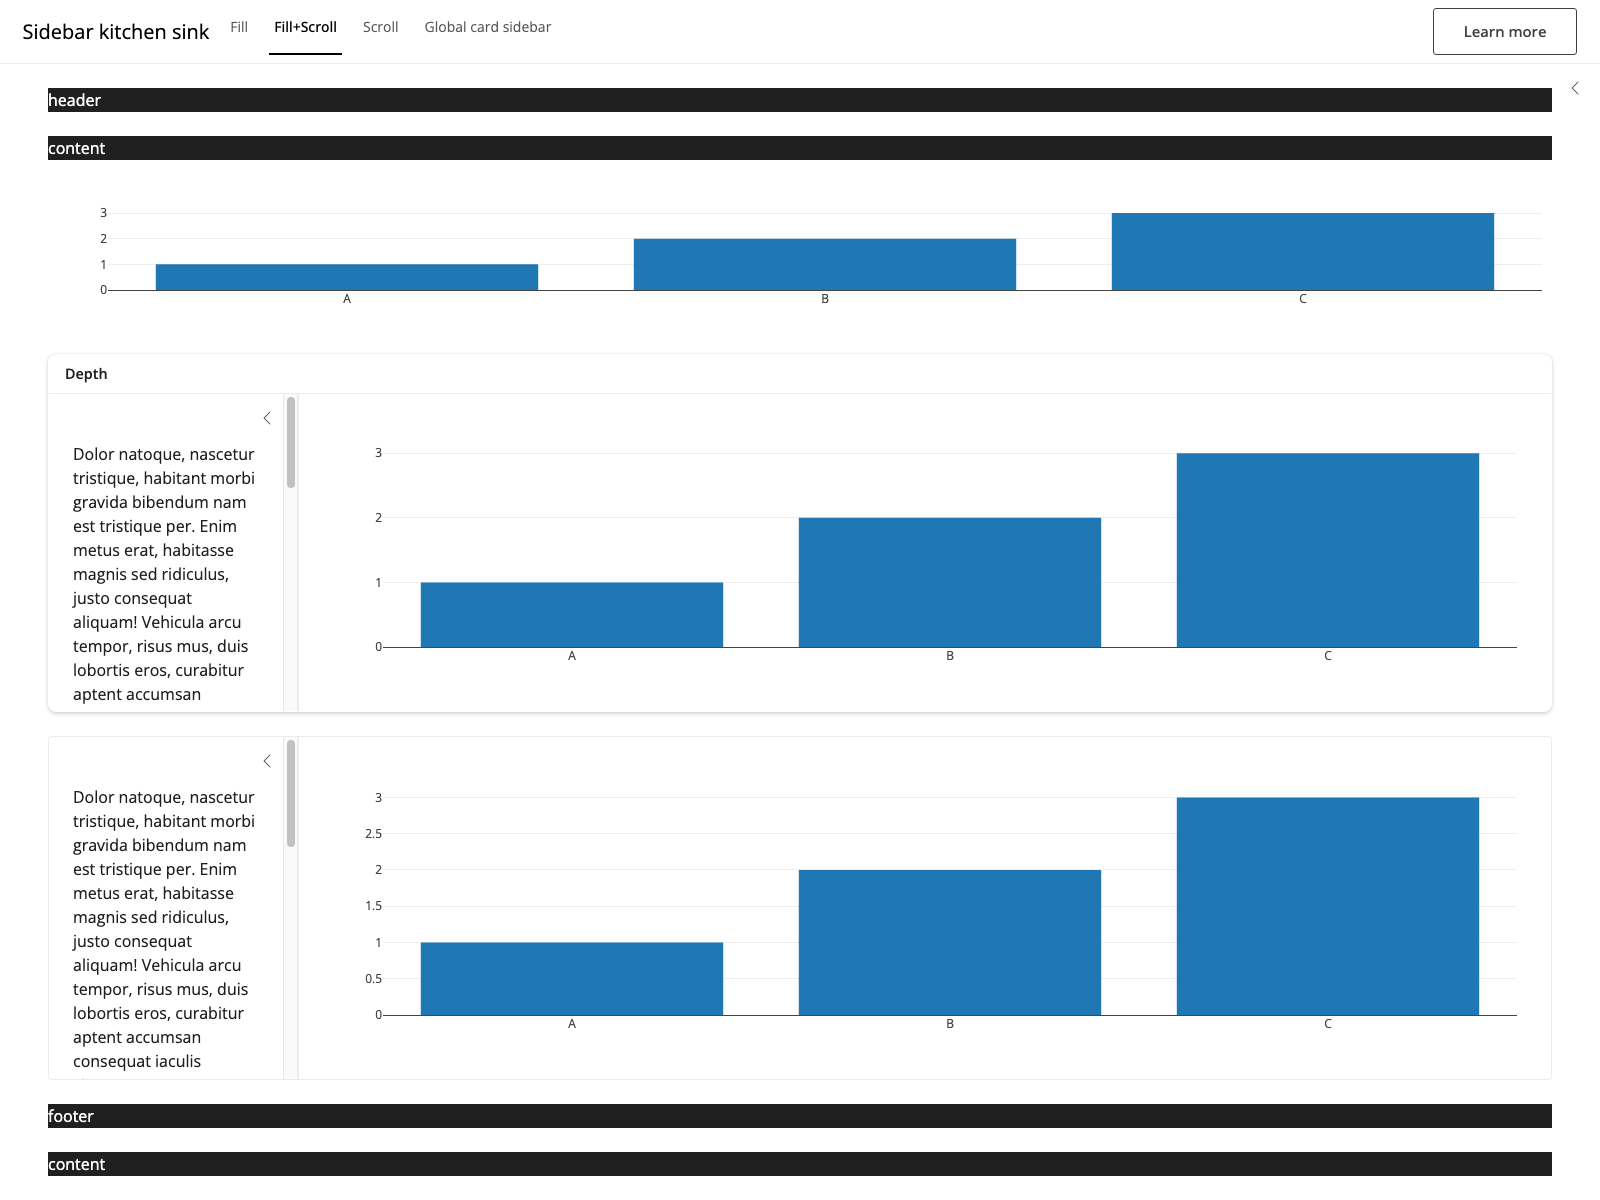 Sidebar kitchen sink
Fill
Fill+Scroll
Scroll
Global card sidebar
Learn more
header
content
3
2
1
0
A
B
C
Depth
Dolor natoque, nascetur
tristique, habitant morbi
gravida bibendum nam
est tristique per. Enim
metus erat, habitasse
magnis sed ridiculus,
justo consequat
aliquam! Vehicula arcu
tempor, risus mus, duis
lobortis eros, curabitur
aptent accumsan
3
2
1
0
A
B
C
Dolor natoque, nascetur
tristique, habitant morbi
gravida bibendum nam
est tristique per. Enim
metus erat, habitasse
magnis sed ridiculus,
justo consequat
aliquam! Vehicula arcu
tempor, risus mus, duis
lobortis eros, curabitur
aptent accumsan
consequat iaculis
3
2.5
2
1.5
1
0.5
0
A
B
C
footer
content